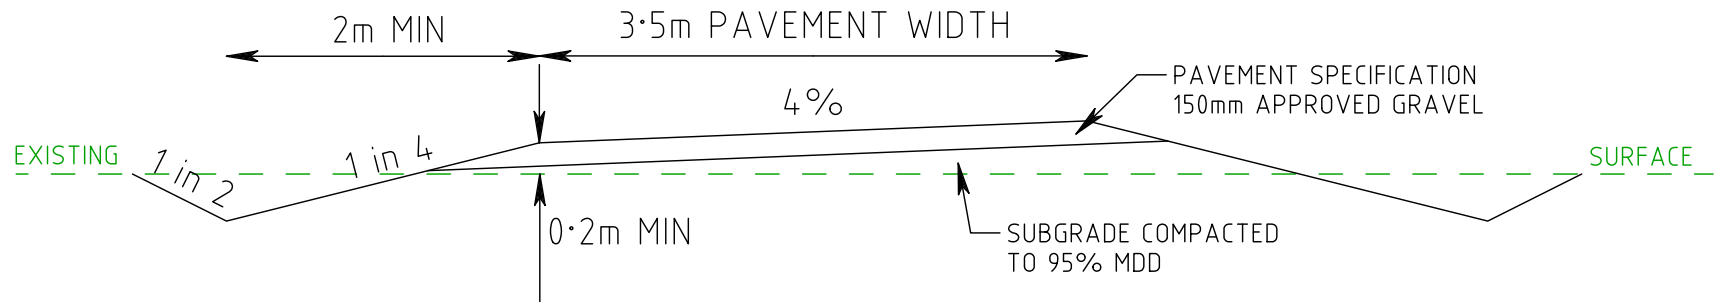 2m MIN
3·5m PAVEMENT WIDTH
PAVEMENT SPECIFICATION
150mm APPROVED GRAVEL
4%
EXISTING
1 in 2
1 in 4
SURFACE
0·2m MIN
SUBGRADE COMPACTED
TO 95% MDD